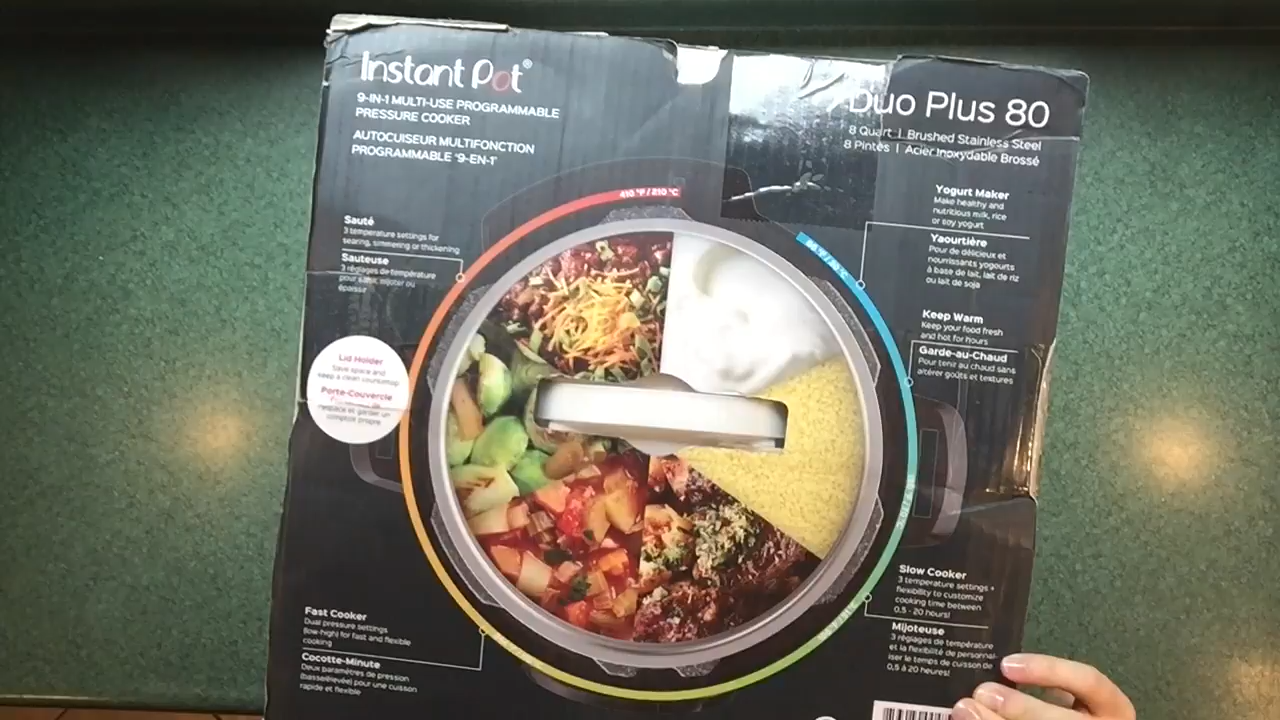 Instant Pot®
9-IN-1 MULTI-USE PROGRAMMABLE
PRESSURE COOKER
AUTOCUISEUR MULTIFONCTION
PROGRAMMABLE "9-EN-1"
Duo Plus 80
8 Quart | Brushed Stainless Steel
8 Pintes | Acier Inoxydable Brossé
410 °F / 210 °C
Sauté
3 temperature settings for
searing, simmering or thickening
Sauteuse
3 réglages de température
pour saisir, mijoter ou
épaissir
Lid Holder
Save space and
keep a clean countertop
Porte-Couvercle
l'espace et garder un
comptoir propre
Yogurt Maker
Make healthy and
nutritious milk, rice
or soy yogurt
Yaourtière
Pour de délicieux et
nourrissants yogourts
à base de lait, lait de riz
ou lait de soja
Keep Warm
Keep your food fresh
and hot for hours
Garde-au-Chaud
Pour tenir au chaud sans
altérer goûts et textures
Slow Cooker
3 temperature settings +
flexibility to customize
cooking time between
0.5 - 20 hours!
Mijoteuse
3 réglages de température
et la flexibilité de personnal-
iser le temps de cuisson de
0,5 à 20 heures!
Fast Cooker
Dual pressure settings
(low-high) for fast and flexible
cooking
Cocotte-Minute
Deux paramètres de pression
(basse/élevée) pour une cuisson
rapide et flexible